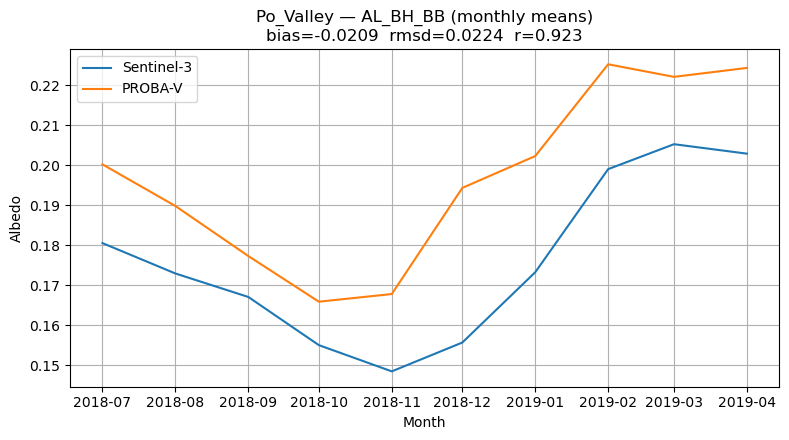 Po_Valley — AL_BH_BB (monthly means)
bias=-0.0209  rmsd=0.0224  r=0.923
Sentinel-3
PROBA-V
Albedo
0.22
0.21
0.20
0.19
0.18
0.17
0.16
0.15
2018-07 2018-08 2018-09 2018-10 2018-11 2018-12 2019-01 2019-02 2019-03 2019-04
Month